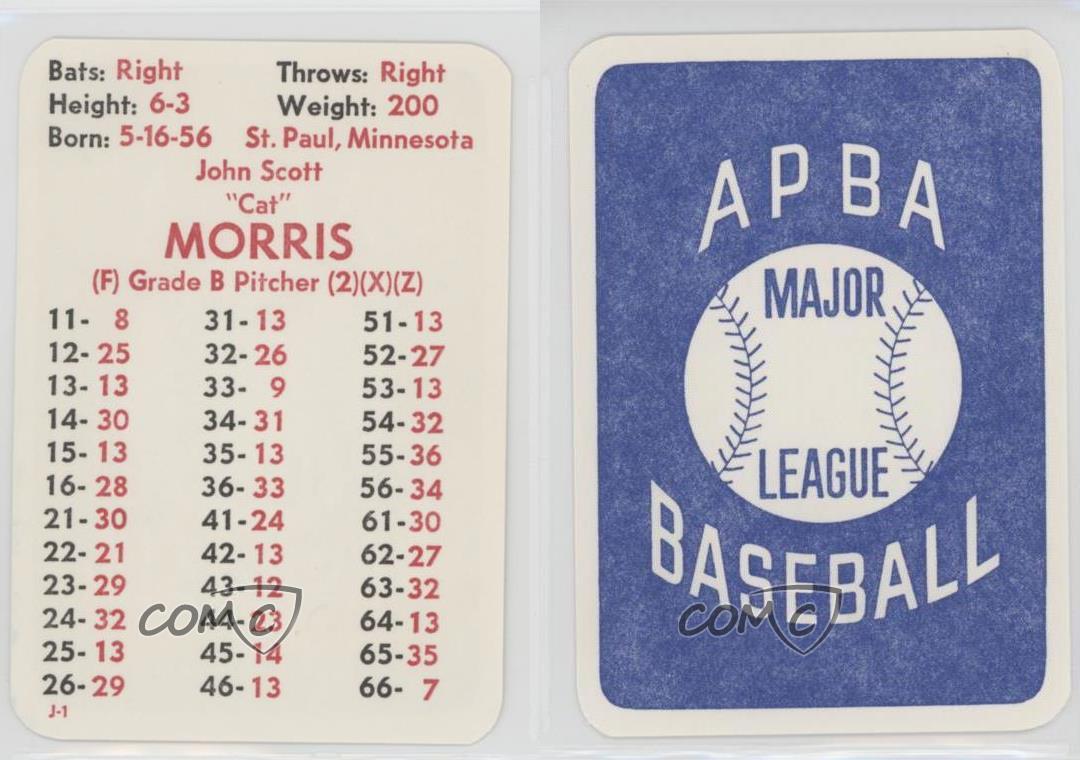 Bats: Right Throws: Right
Height: 6-3 Weight: 200
Born: 5-16-56 St. Paul, Minnesota
John Scott
"Cat"
MORRIS
(F) Grade B Pitcher (2)(X)(Z)
11- 8 31- 13 51- 13
12- 25 32- 26 52- 27
13- 13 33- 9 53- 13
14- 30 34- 31 54- 32
15- 13 35- 13 55- 36
16- 28 36- 33 56- 34
21- 30 41- 24 61- 30
22- 21 42- 13 62- 27
23- 29 43- 12 63- 32
24- 32 44- 23 64- 13
25- 13 45- 14 65- 35
26- 29 46- 13 66- 7
J-1
COMC
APBA
MAJOR
LEAGUE
BASEBALL
COMC